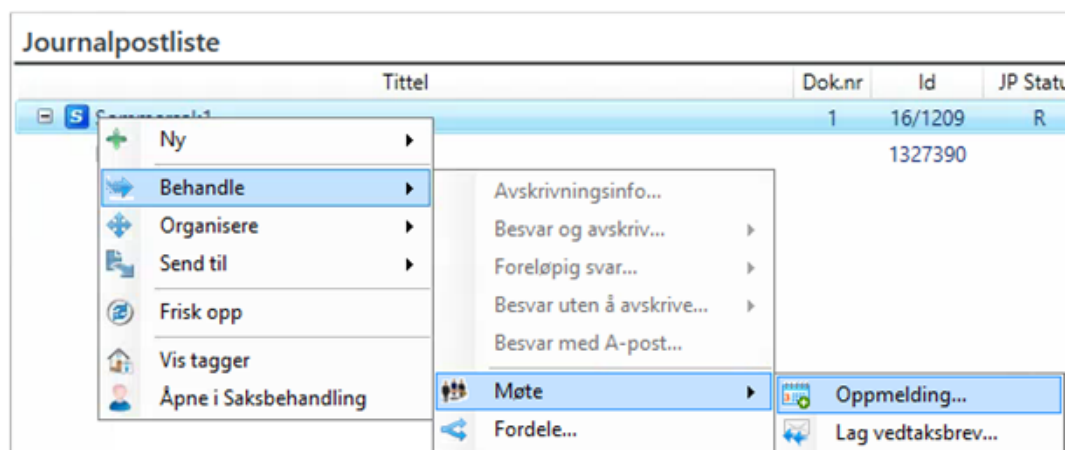 Journalpostliste
Tittel Dok.nr Id JP Statu
S 1 16/1209 R
1327390
Ny
Behandle
Organisere
Send til
Frisk opp
Vis tagger
Åpne i Saksbehandling
Avskrivningsinfo...
Besvar og avskriv...
Foreløpig svar...
Besvar uten å avskrive...
Besvar med A-post...
Møte
Fordele...
Oppmelding...
Lag vedtaksbrev...